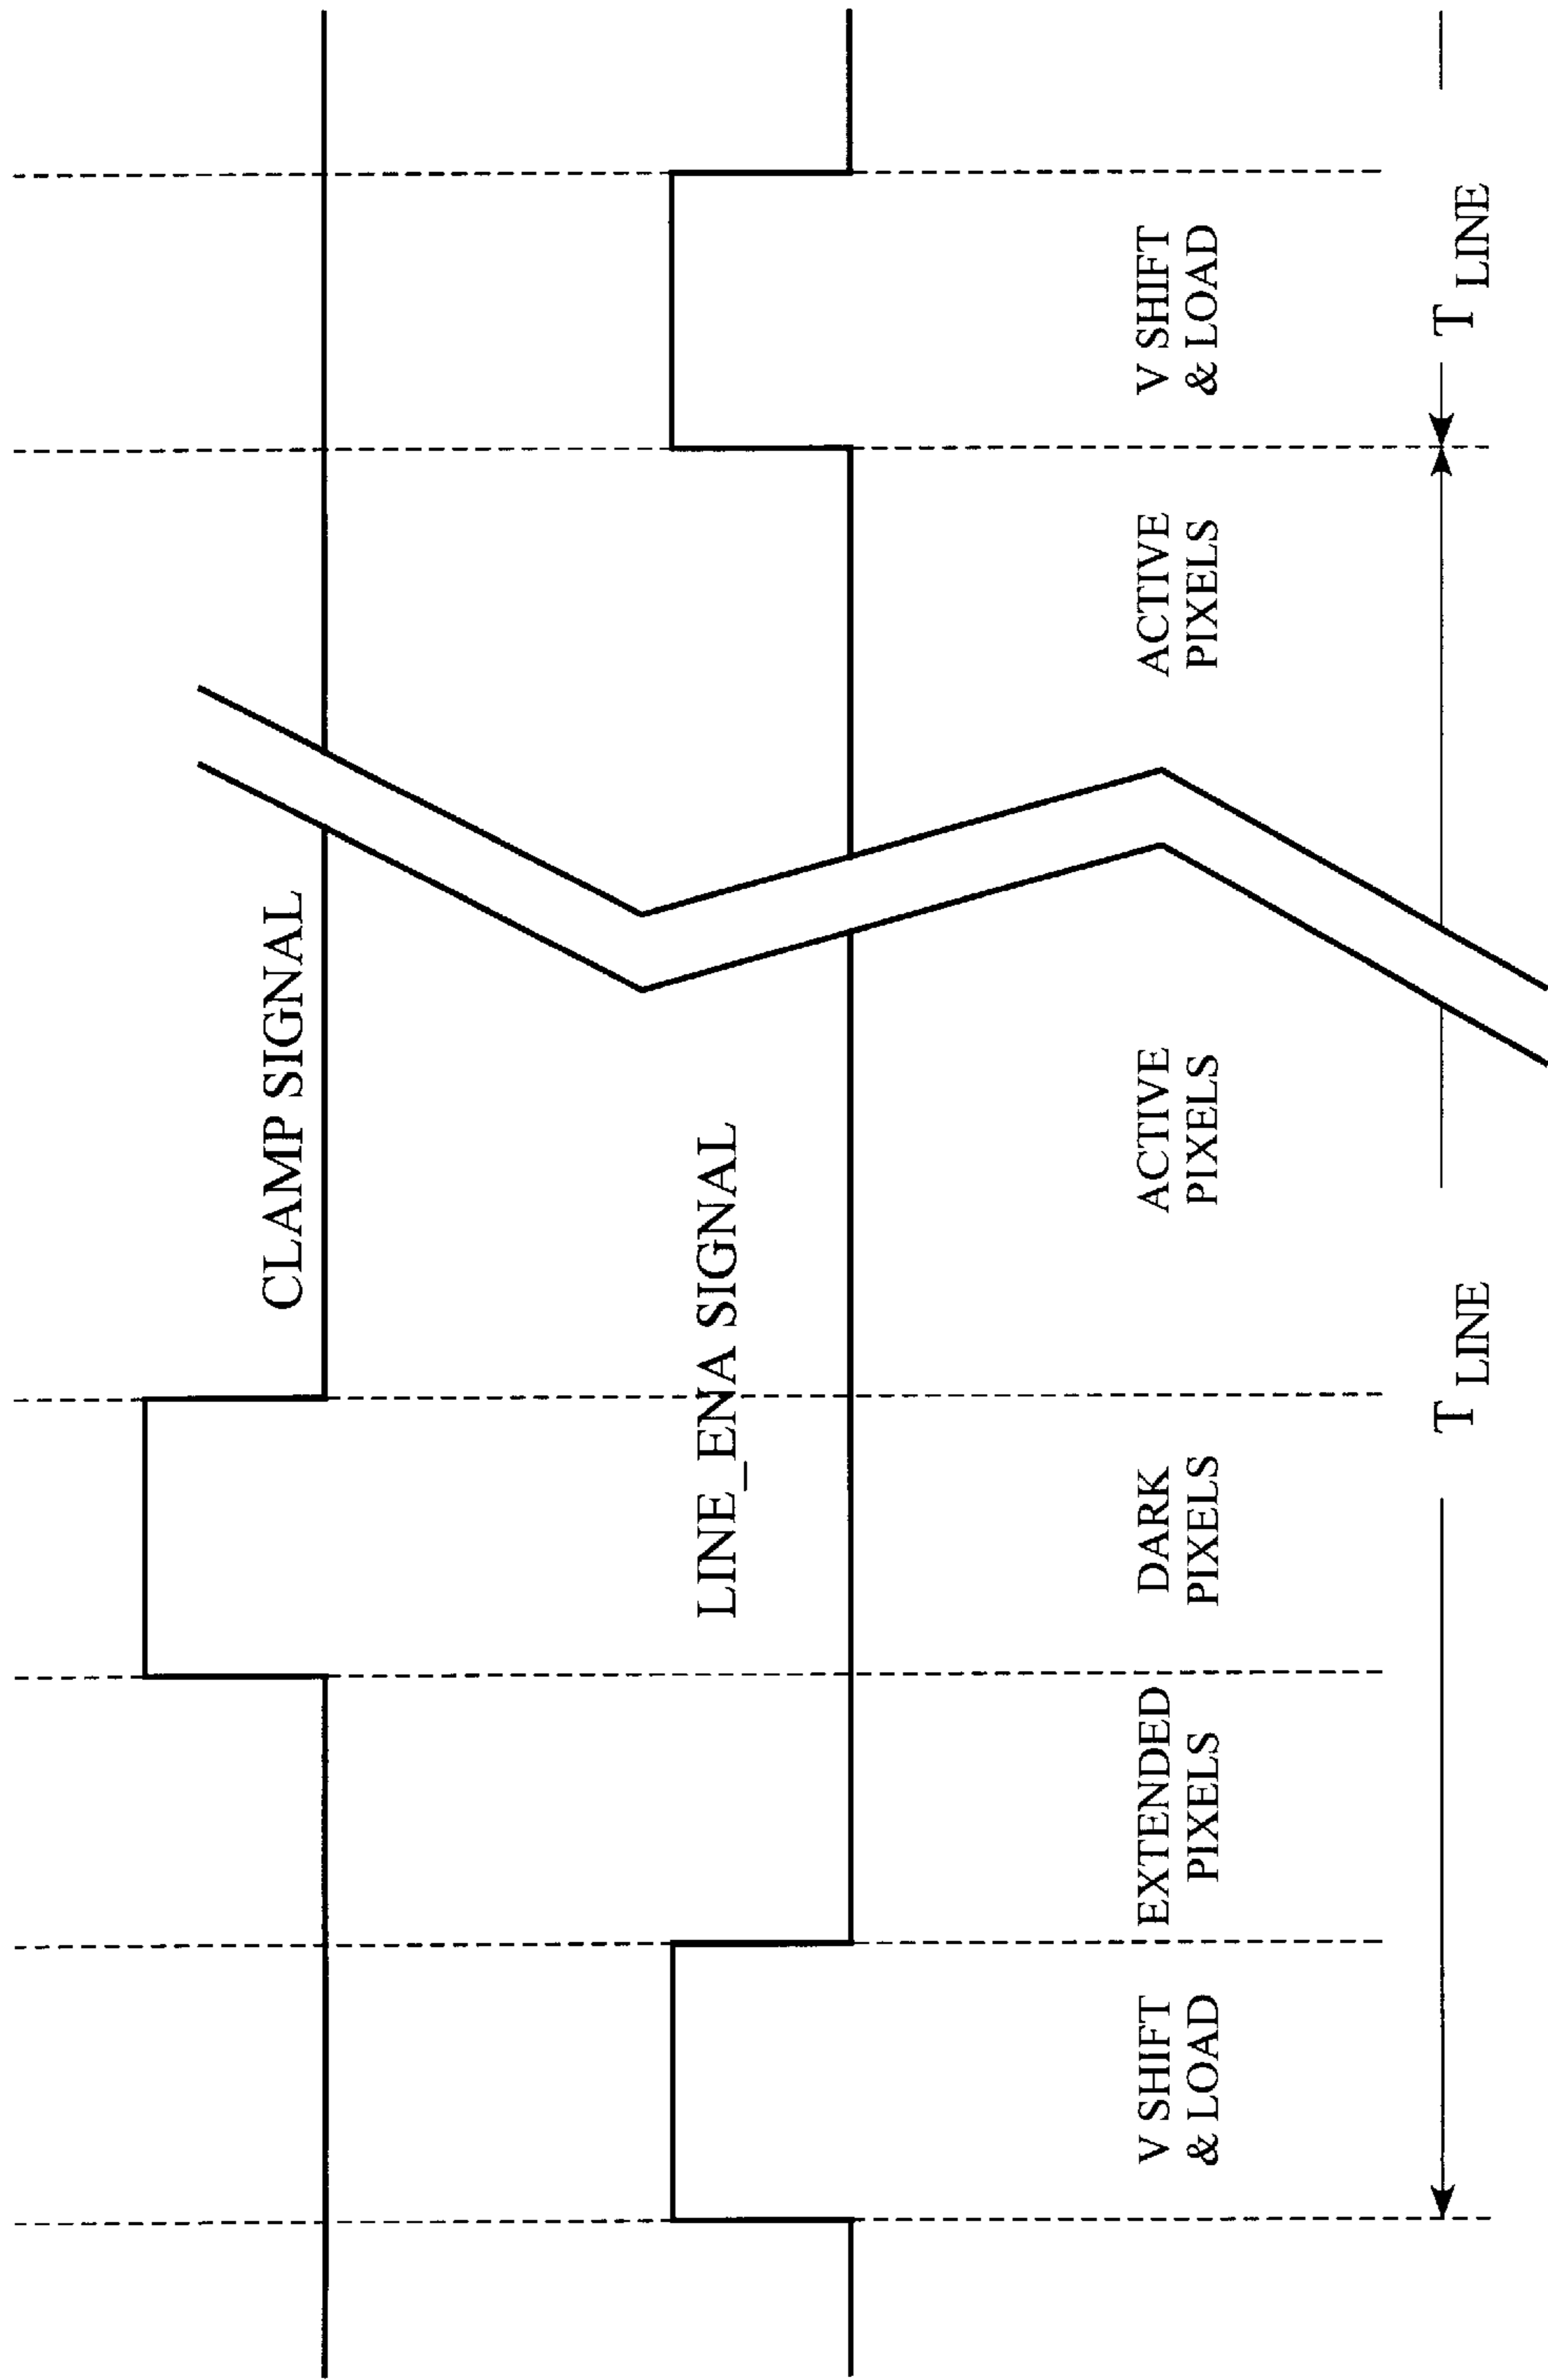 CLAMP SIGNAL
LINE_ENA SIGNAL
V SHIFT
& LOAD
EXTENDED
PIXELS
DARK
PIXELS
ACTIVE
PIXELS
ACTIVE
PIXELS
V SHIFT
& LOAD
T LINE
T LINE